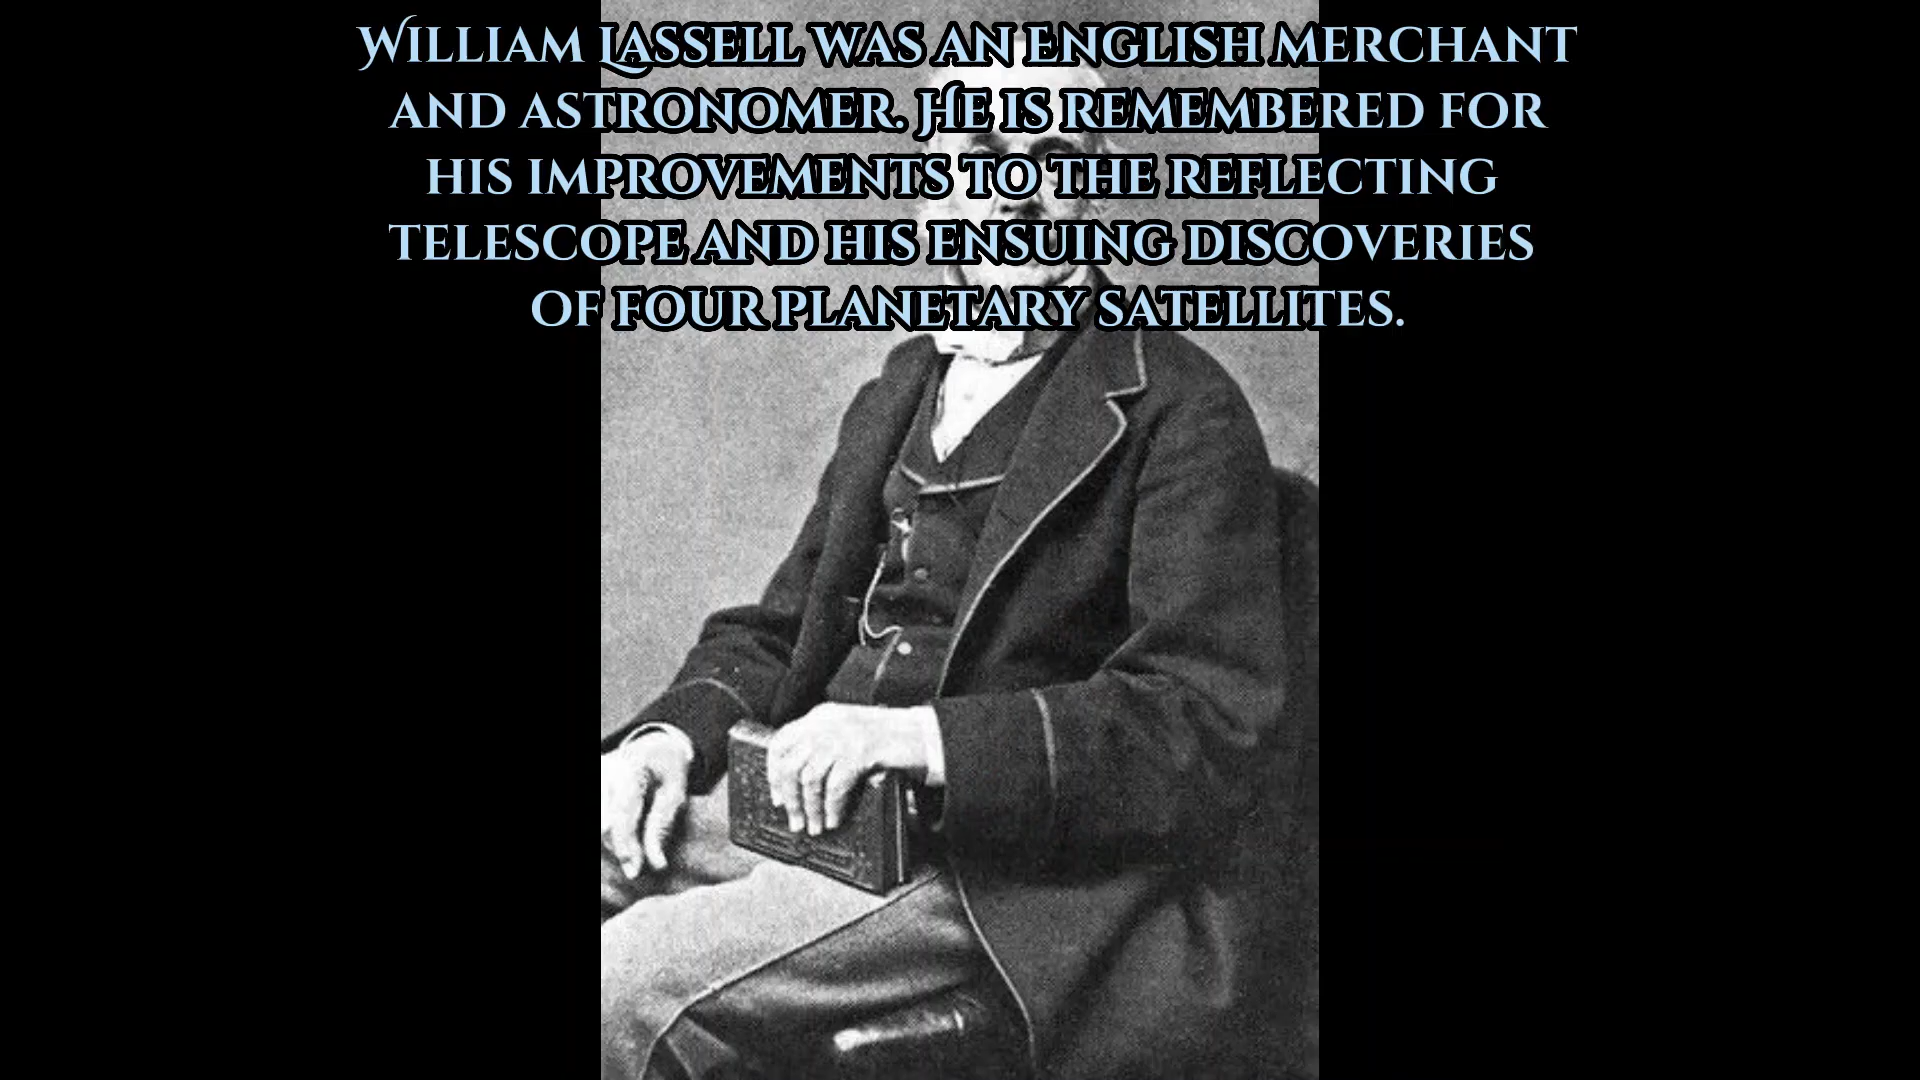 William Lassell was an English merchant
and astronomer. He is remembered for
his improvements to the reflecting
telescope and his ensuing discoveries
of four planetary satellites.